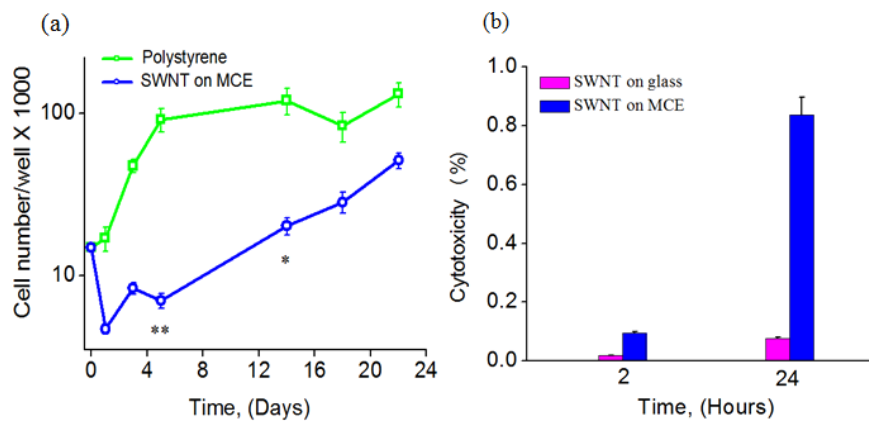 (a)
Polystyrene
SWNT on MCE
Cell number/well X 1000
100
10
**
*
0 4 8 12 16 20 24
Time, (Days)
(b)
SWNT on glass
SWNT on MCE
Cytotoxicity (%)
1.0
0.8
0.6
0.4
0.2
0.0
2 24
Time, (Hours)